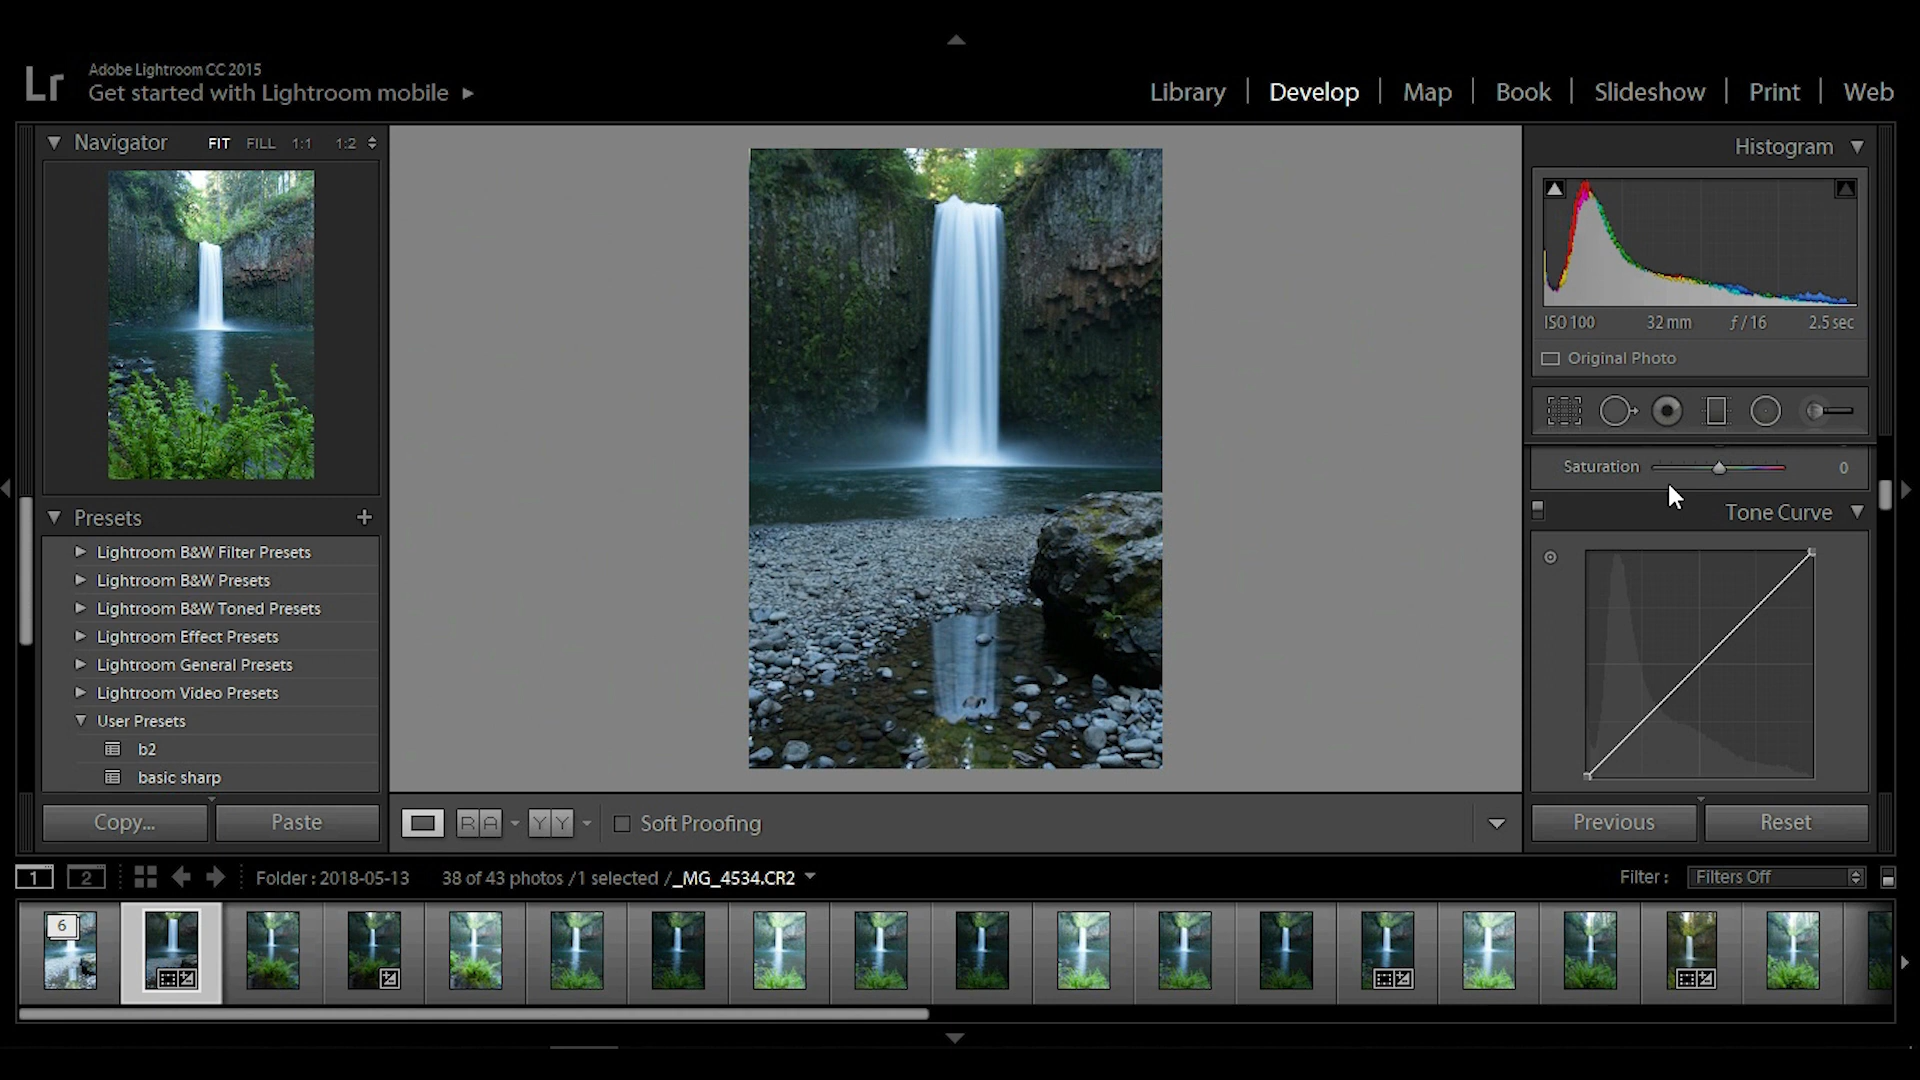 Lr
Adobe Lightroom CC 2015
Get started with Lightroom mobile
Library | Develop | Map | Book | Slideshow | Print | Web
Navigator FIT FILL 1:1 1:2
Histogram
ISO 100 32 mm ƒ / 16 2.5 sec
Original Photo
Saturation 0
Tone Curve
Presets +
Lightroom B&W Filter Presets
Lightroom B&W Presets
Lightroom B&W Toned Presets
Lightroom Effect Presets
Lightroom General Presets
Lightroom Video Presets
User Presets
b2
basic sharp
Copy... Paste
R A Y Y Soft Proofing
Previous Reset
1 2 Folder : 2018-05-13 38 of 43 photos / 1 selected / _MG_4534.CR2
Filter : Filters Off
6